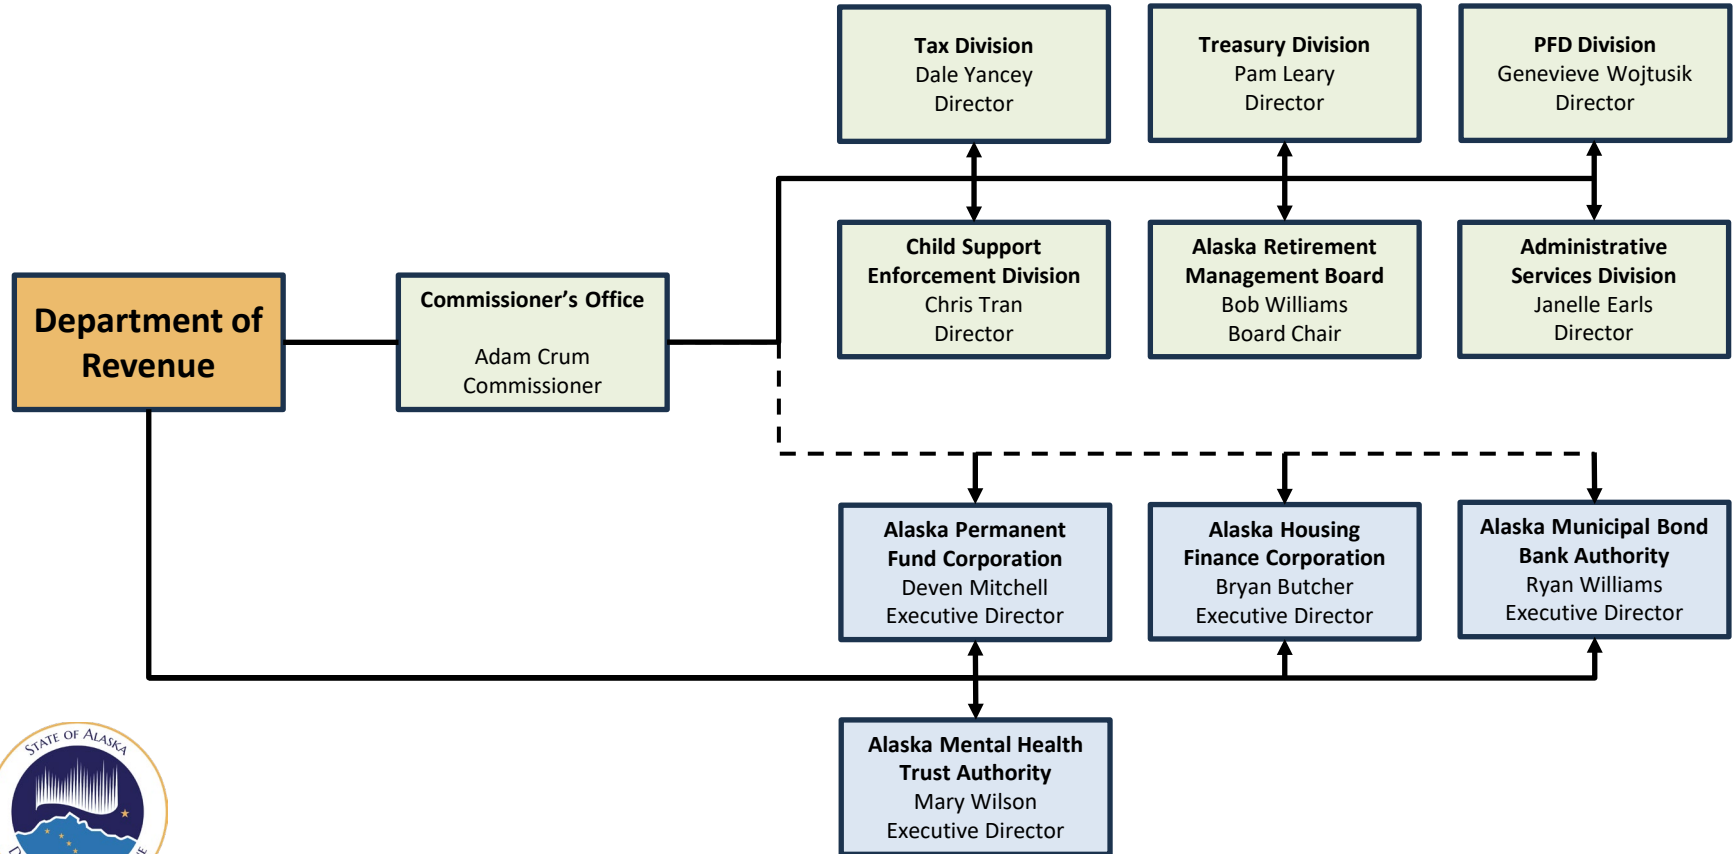 Tax Division
Dale Yancey
Director
Treasury Division
Pam Leary
Director
PFD Division
Genevieve Wojtusik
Director
Child Support
Enforcement Division
Chris Tran
Director
Alaska Retirement
Management Board
Bob Williams
Board Chair
Administrative
Services Division
Janelle Earls
Director
Department of
Revenue
Commissioner’s Office
Adam Crum
Commissioner
Alaska Permanent
Fund Corporation
Deven Mitchell
Executive Director
Alaska Housing
Finance Corporation
Bryan Butcher
Executive Director
Alaska Municipal Bond
Bank Authority
Ryan Williams
Executive Director
Alaska Mental Health
Trust Authority
Mary Wilson
Executive Director
STATE OF ALASKA